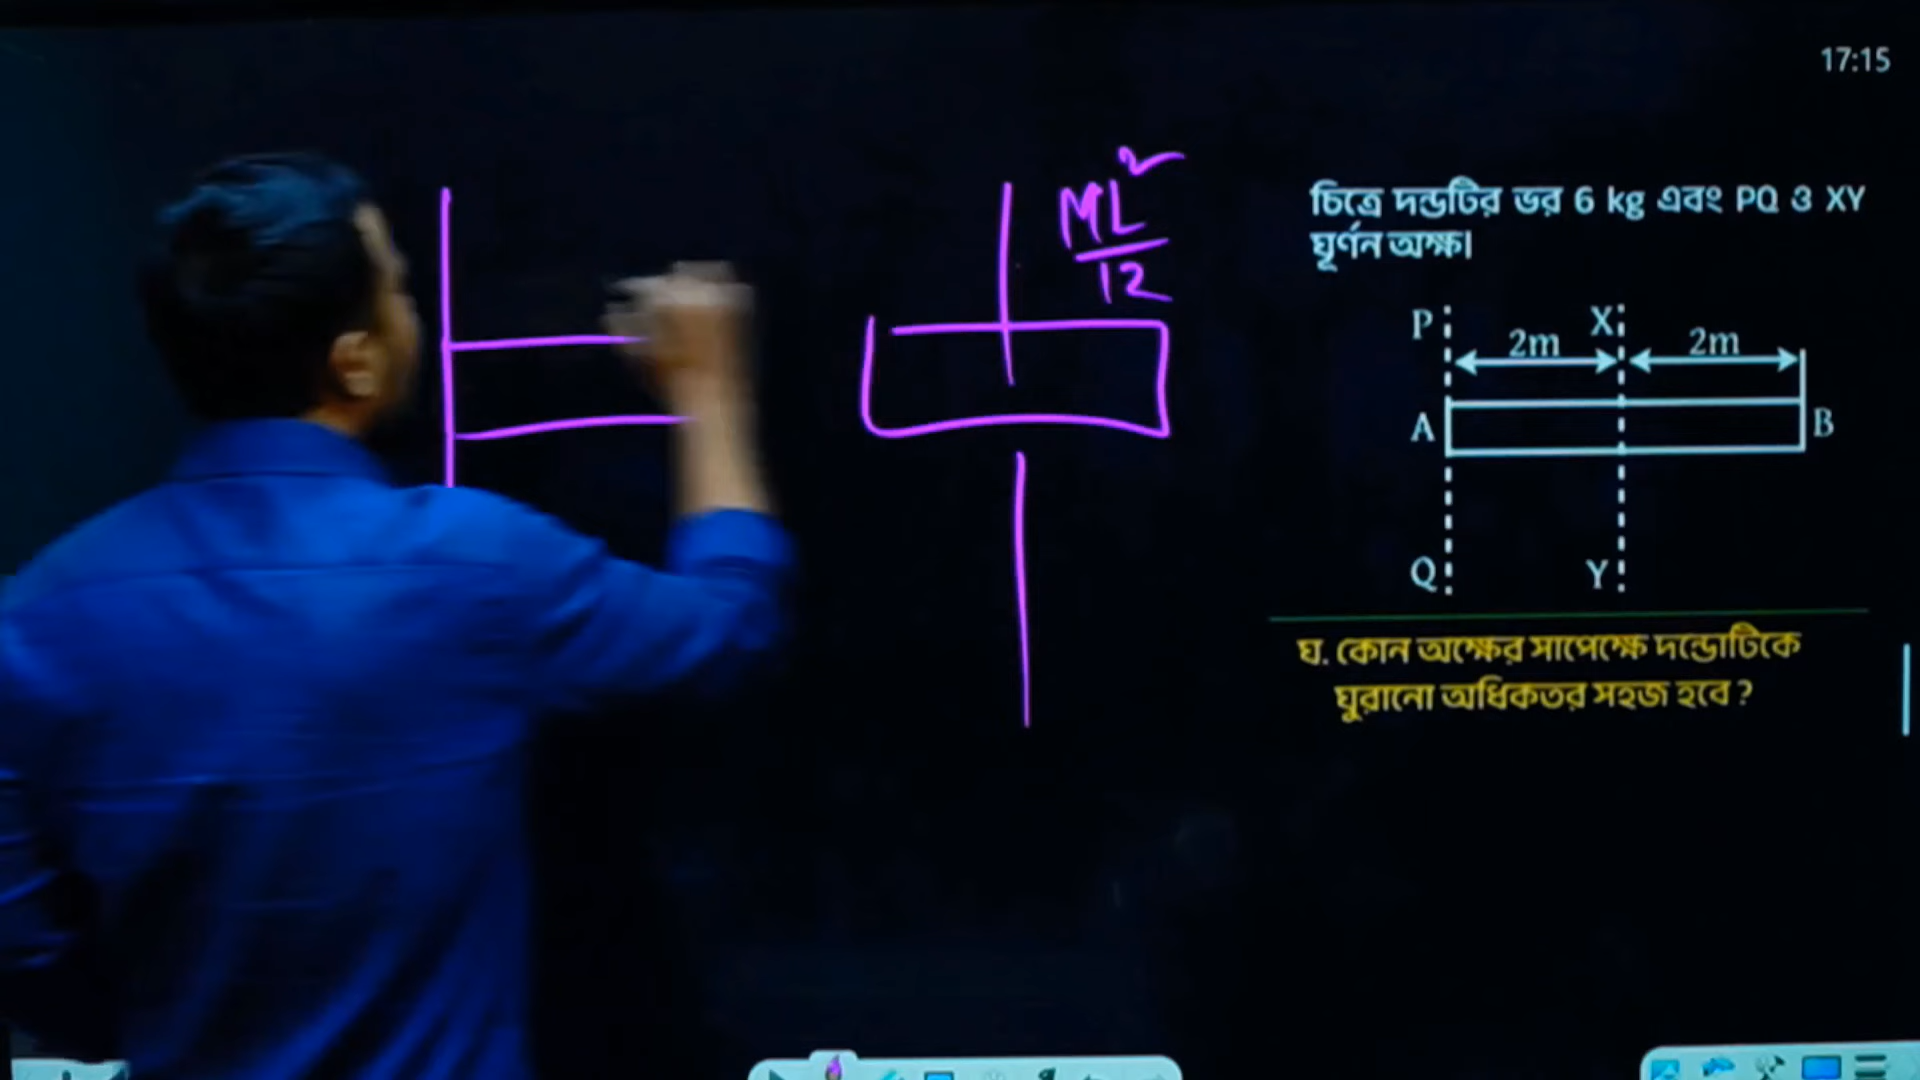 17:15
ML²
12
চিত্রে দন্ডটির ভর 6 kg এবং PQ ও XY
ঘূর্ণন অক্ষ।
P X
2m 2m
A B
Q Y
ঘ. কোন অক্ষের সাপেক্ষে দন্ডোটিকে
ঘুরানো অধিকতর সহজ হবে ?